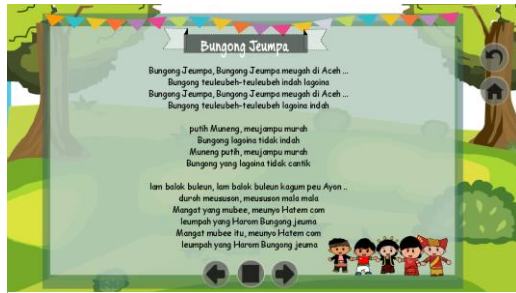 Bungong Jeumpa
Bungong Jeumpa, Bungong Jeumpa meugah di Aceh ...
Bungong teuleubeh-teuleubeh indah lagoina
Bungong Jeumpa, Bungong Jeumpa meugah di Aceh ...
Bungong teuleubeh-teuleubeh lagoina indah
putih Muneng, meujampu murah
Bungong lagoina tidak indah
Muneng putih, meujampu murah
Bungong yang lagoina tidak cantik
lam balok buleun, lam balok buleun kagum peu Ayon ..
duroh meususon, meususon mala mala
Mangat yang mubee, meunyo Hatem com
leumpah yang Harom Bungong jeuma
Mangat mubee itu, meunyo Hatem com
leumpah yang Harom Bungong jeuma